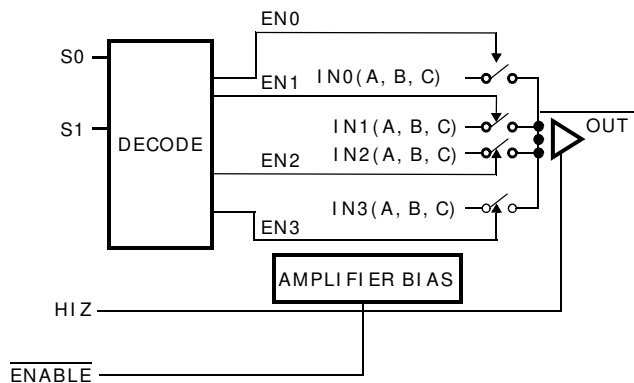 EN0
S0
IN0(A, B, C)
EN1
S1
DECODE
IN1(A, B, C)
OUT
IN2(A, B, C)
EN2
IN3(A, B, C)
EN3
AMPLIFIER BIAS
HIZ
ENABLE